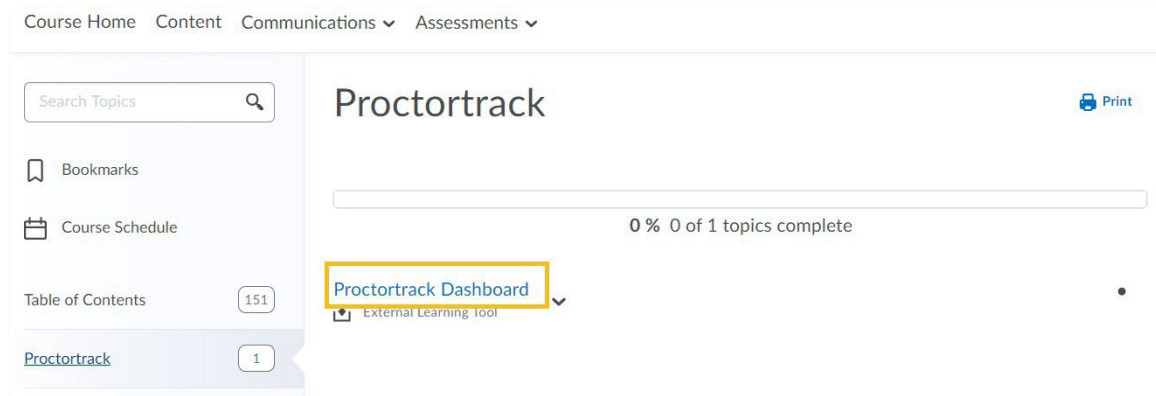 Course Home Content Communications Assessments
Search Topics
Proctortrack
Print
Bookmarks
Course Schedule
0 % 0 of 1 topics complete
Proctortrack Dashboard
External Learning Tool
Table of Contents 151
Proctortrack 1